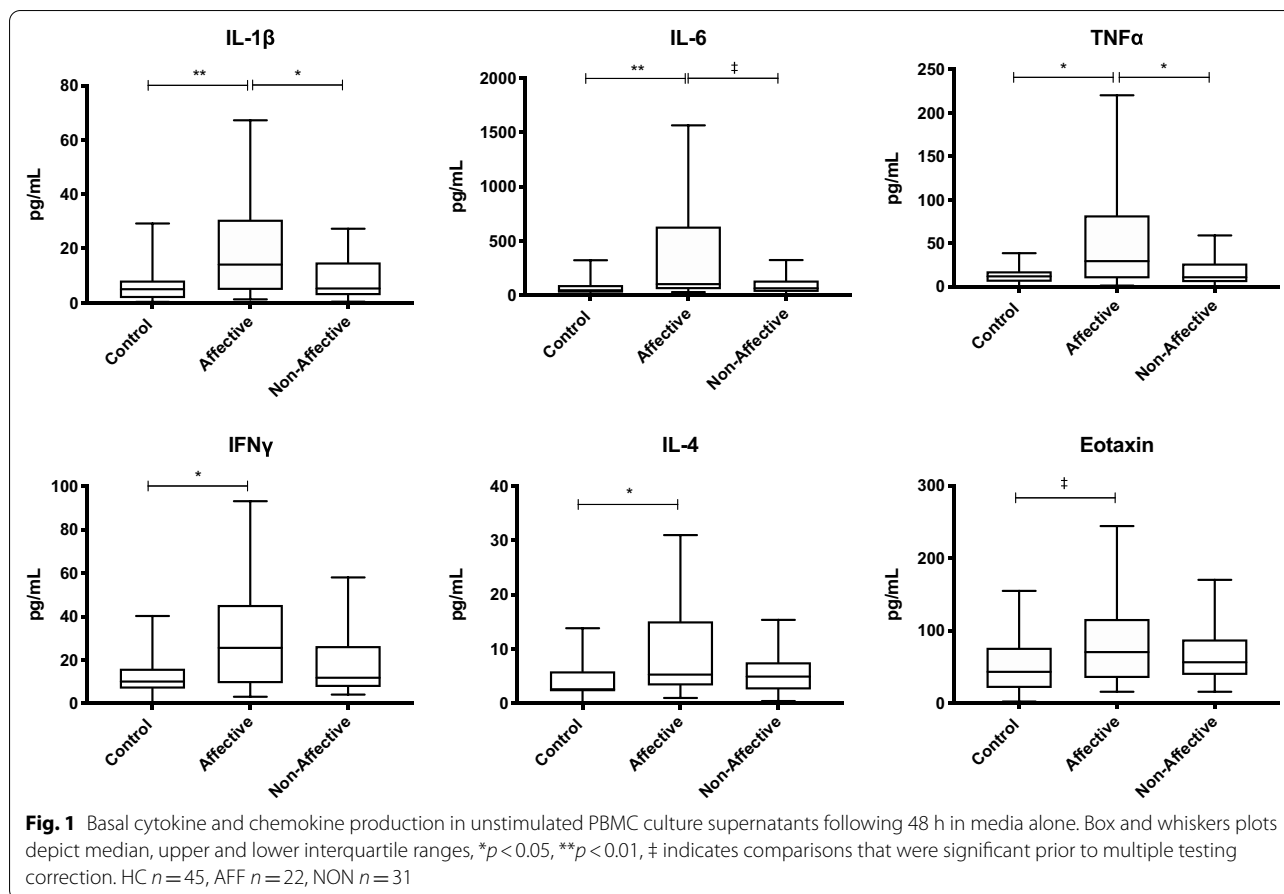 IL-1β
** *
80
60
40
20
0
pg/mL
Control
Affective
Non-Affective
IL-6
** ‡
2000
1500
1000
500
0
pg/mL
Control
Affective
Non-Affective
TNFα
* *
250
200
150
100
50
0
pg/mL
Control
Affective
Non-Affective
IFNγ
*
100
80
60
40
20
0
pg/mL
Control
Affective
Non-Affective
IL-4
*
40
30
20
10
0
pg/mL
Control
Affective
Non-Affective
Eotaxin
‡
300
200
100
0
pg/mL
Control
Affective
Non-Affective
Fig. 1 Basal cytokine and chemokine production in unstimulated PBMC culture supernatants following 48 h in media alone. Box and whiskers plots
depict median, upper and lower interquartile ranges, *p < 0.05, **p < 0.01, ‡ indicates comparisons that were significant prior to multiple testing
correction. HC n = 45, AFF n = 22, NON n = 31